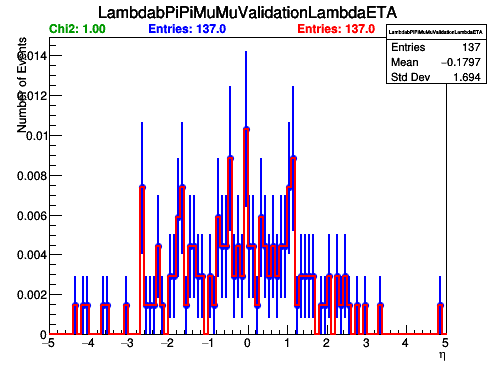 LambdabPiPiMuMuValidationLambdaETA
Chi2: 1.00 Entries: 137.0 Entries: 137.0
LambdabPiPiMuMuValidationLambdaETA
Entries 137
Mean −0.1797
Std Dev 1.694
Number of Events
0.014
0.012
0.01
0.008
0.006
0.004
0.002
0
−5 −4 −3 −2 −1 0 1 2 3 4 5
η